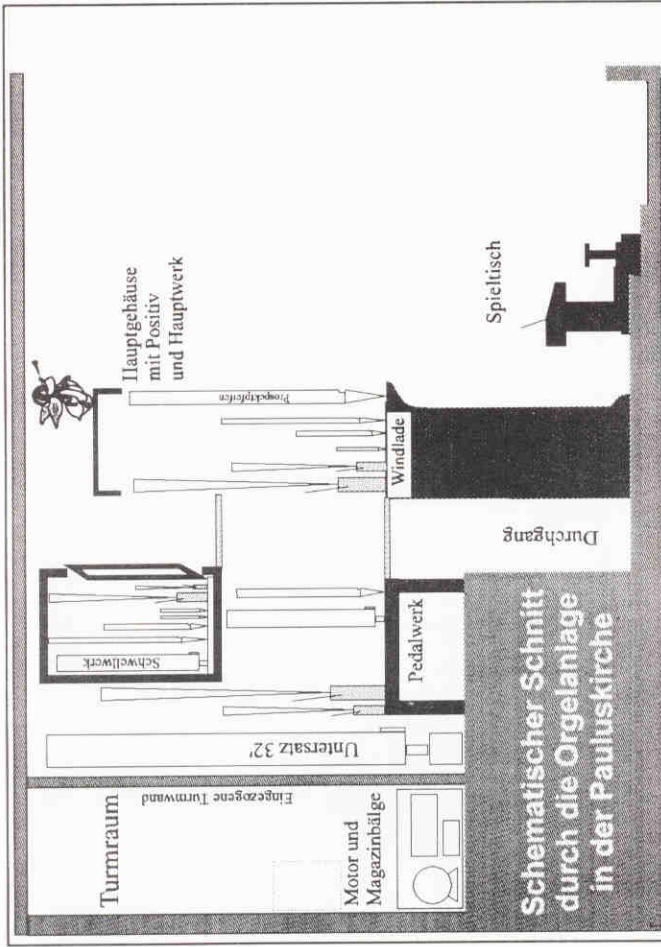 Turmraum
Eingezogene Turmwand
Motor und
Magazinbälge
Untersatz 32'
Schwellwerk
Pedalwerk
Durchgang
Windlade
Prospektpfeifen
Hauptgehäuse
mit Positiv
und Hauptwerk
Spieltisch
Schematischer Schnitt
durch die Orgelanlage
in der Pauluskirche